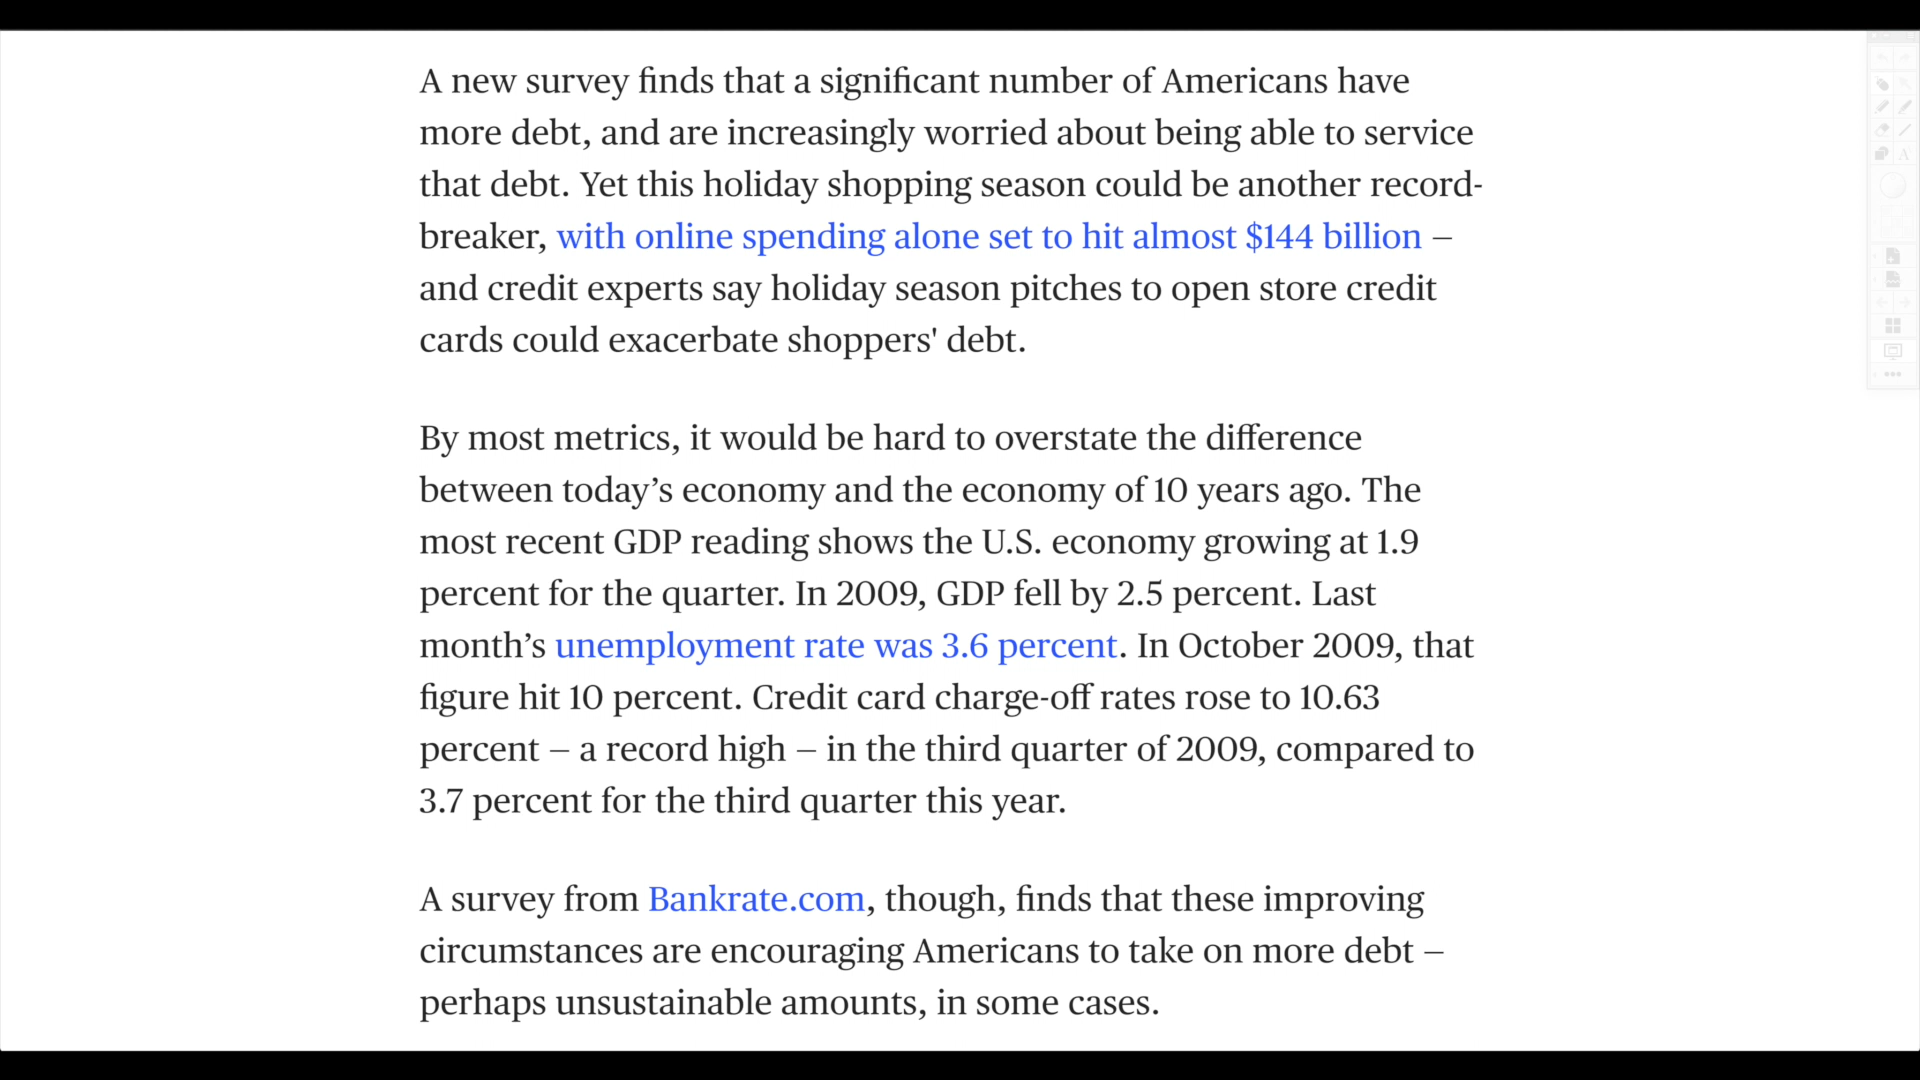 A new survey finds that a significant number of Americans have
more debt, and are increasingly worried about being able to service
that debt. Yet this holiday shopping season could be another record-
breaker, with online spending alone set to hit almost $144 billion –
and credit experts say holiday season pitches to open store credit
cards could exacerbate shoppers' debt.
By most metrics, it would be hard to overstate the difference
between today’s economy and the economy of 10 years ago. The
most recent GDP reading shows the U.S. economy growing at 1.9
percent for the quarter. In 2009, GDP fell by 2.5 percent. Last
month’s unemployment rate was 3.6 percent. In October 2009, that
figure hit 10 percent. Credit card charge-off rates rose to 10.63
percent – a record high – in the third quarter of 2009, compared to
3.7 percent for the third quarter this year.
A survey from Bankrate.com, though, finds that these improving
circumstances are encouraging Americans to take on more debt –
perhaps unsustainable amounts, in some cases.